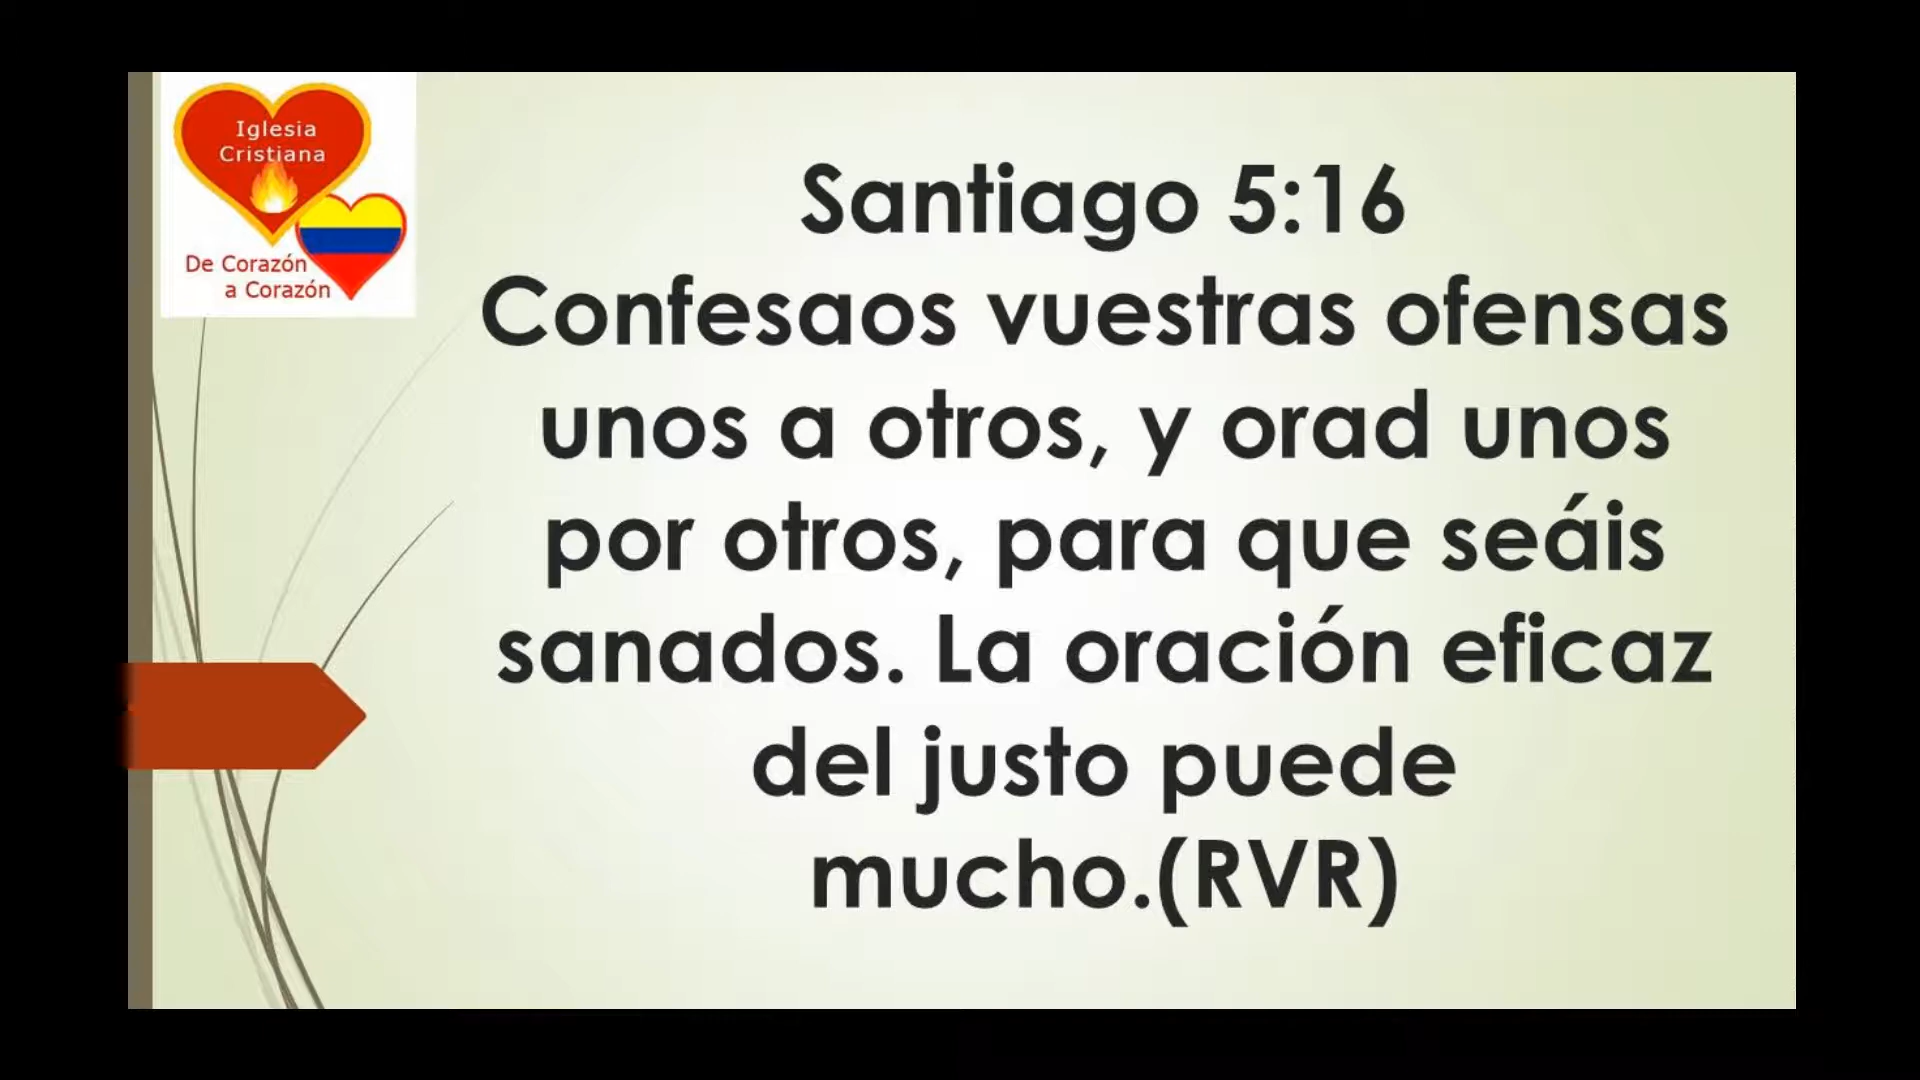 Iglesia
Cristiana
De Corazón
a Corazón
Santiago 5:16
Confesaos vuestras ofensas
unos a otros, y orad unos
por otros, para que seáis
sanados. La oración eficaz
del justo puede
mucho.(RVR)